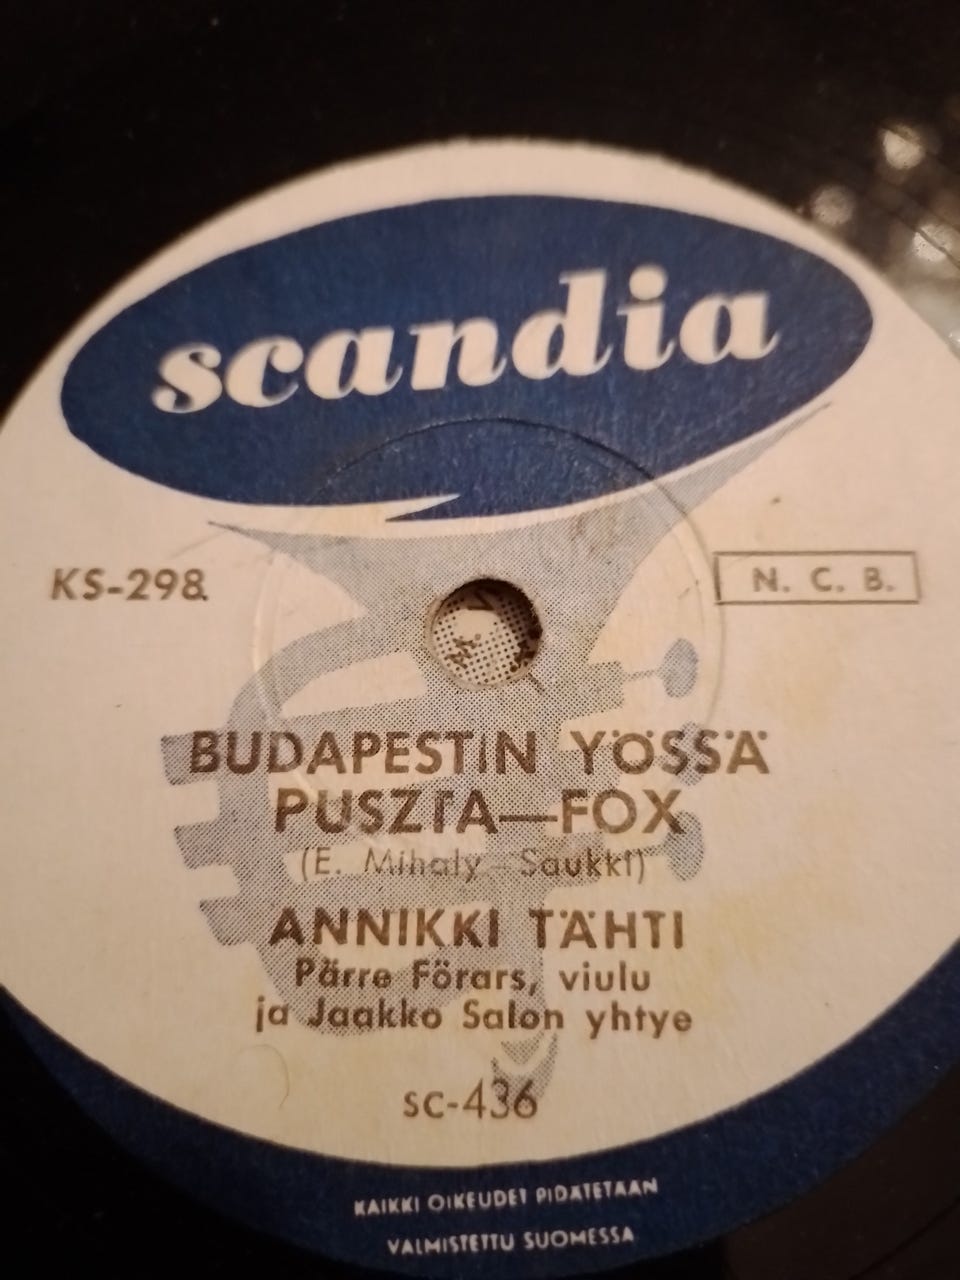 scandia
KS-298
N. C. B.
BUDAPESTIN YÖSSÄ
PUSZTA—FOX
(E. Mihaly - Saukki)
ANNIKKI TÄHTI
Pärre Förars, viulu
ja Jaakko Salon yhtye
SC-436
KAIKKI OIKEUDET PIDÄTETÄÄN
VALMISTETTU SUOMESSA